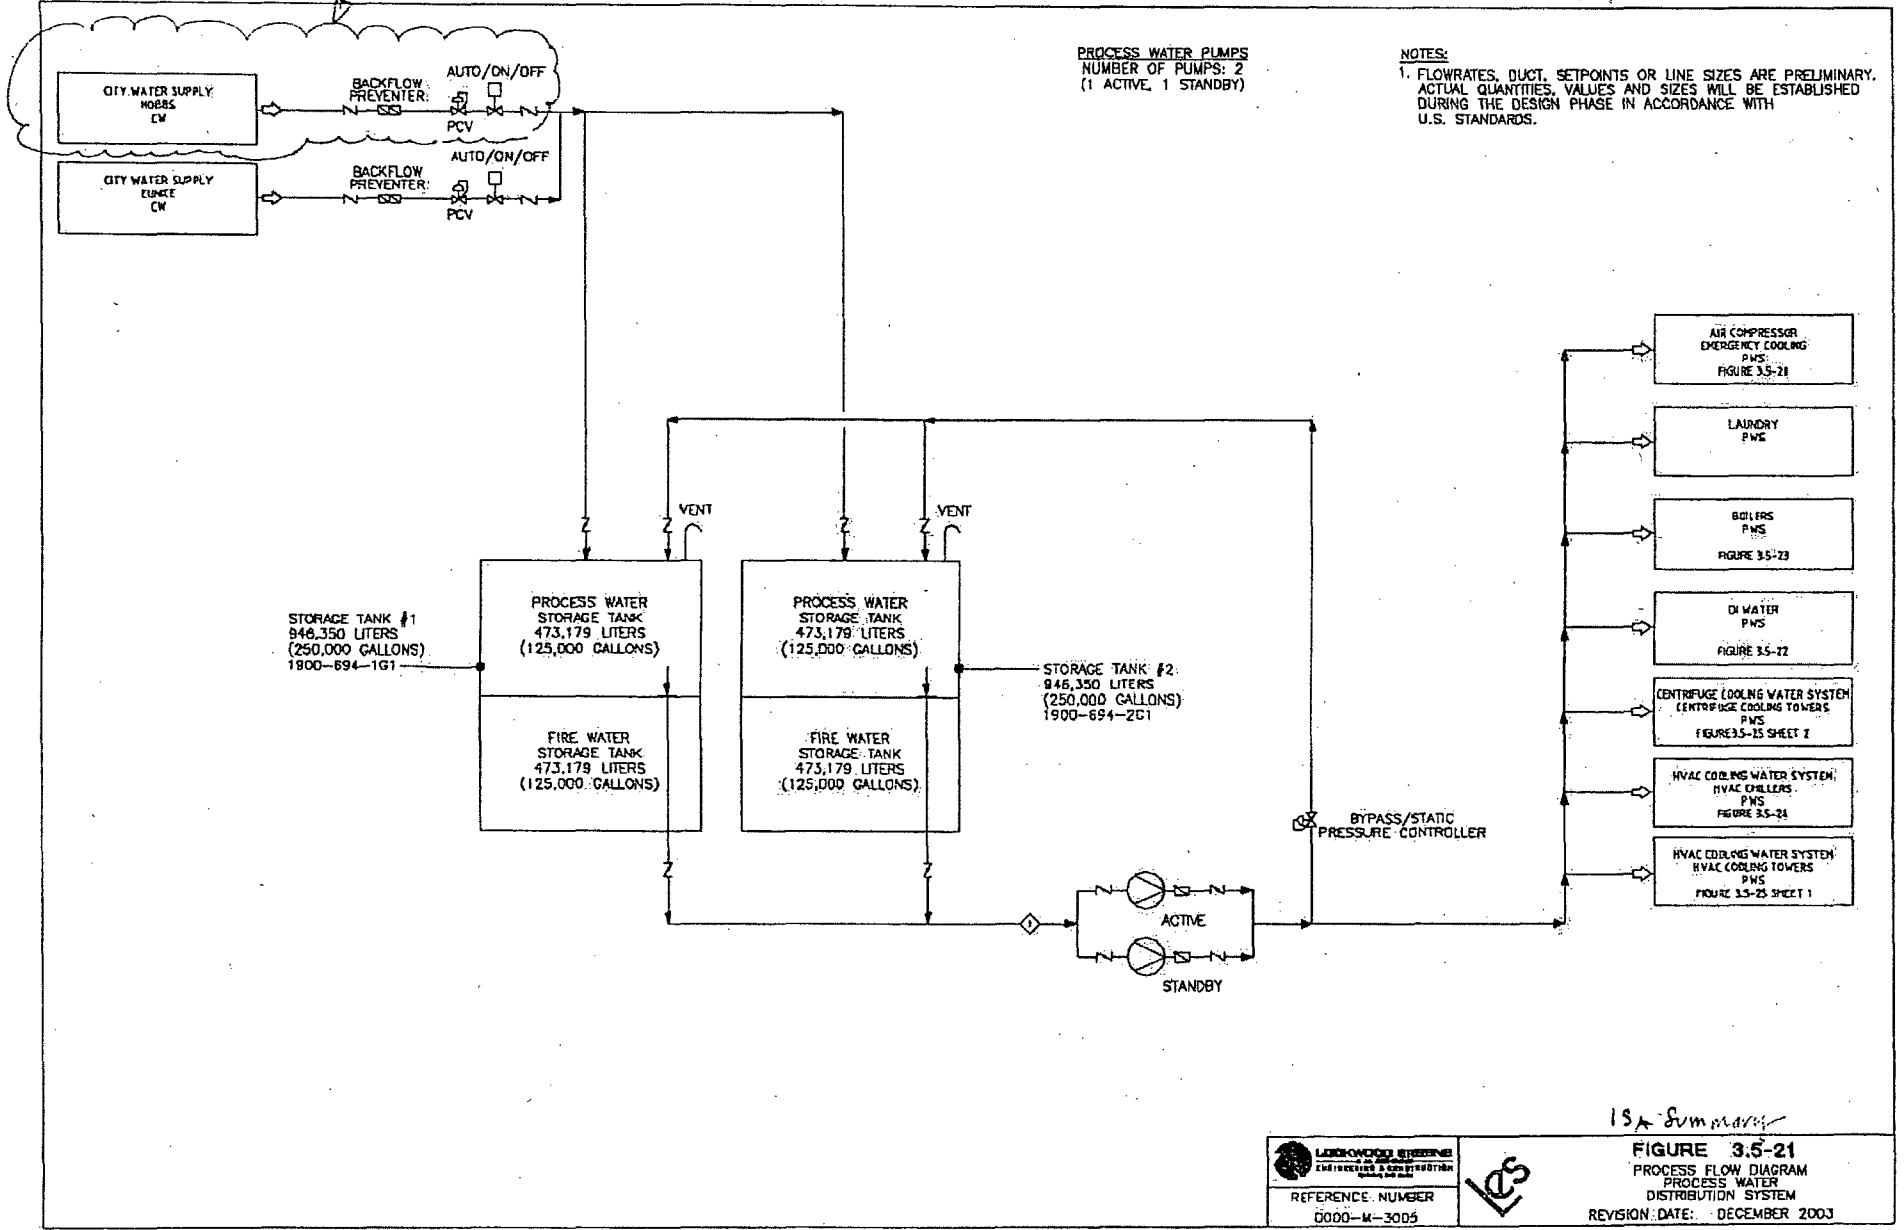 PROCESS WATER PUMPS
NUMBER OF PUMPS: 2
(1 ACTIVE, 1 STANDBY)
NOTES:
1. FLOWRATES, DUCT, SETPOINTS OR LINE SIZES ARE PRELIMINARY.
ACTUAL QUANTITIES, VALUES AND SIZES WILL BE ESTABLISHED
DURING THE DESIGN PHASE IN ACCORDANCE WITH
U.S. STANDARDS.
CITY WATER SUPPLY
HOBBS
CW
BACKFLOW
PREVENTER
AUTO/ON/OFF
PCV
CITY WATER SUPPLY
EUNICE
CW
BACKFLOW
PREVENTER
AUTO/ON/OFF
PCV
AIR COMPRESSOR
EMERGENCY COOLING
PWS
FIGURE 3.5-28
LAUNDRY
PWS
BOILERS
PWS
FIGURE 3.5-23
DI WATER
PWS
FIGURE 3.5-22
CENTRIFUGE COOLING WATER SYSTEM
CENTRIFUGE COOLING TOWERS
PWS
FIGURE 3.5-25 SHEET 2
HVAC COOLING WATER SYSTEM
HVAC CHILLERS
PWS
FIGURE 3.5-24
HVAC COOLING WATER SYSTEM
HVAC COOLING TOWERS
PWS
FIGURE 3.5-25 SHEET 1
VENT
VENT
STORAGE TANK #1
946,350 LITERS
(250,000 GALLONS)
1900-694-1G1
PROCESS WATER
STORAGE TANK
473,179 LITERS
(125,000 GALLONS)
FIRE WATER
STORAGE TANK
473,179 LITERS
(125,000 GALLONS)
PROCESS WATER
STORAGE TANK
473,179 LITERS
(125,000 GALLONS)
FIRE WATER
STORAGE TANK
473,179 LITERS
(125,000 GALLONS)
STORAGE TANK #2
946,350 LITERS
(250,000 GALLONS)
1900-694-2G1
BYPASS/STATIC
PRESSURE CONTROLLER
1
ACTIVE
STANDBY
ISA Summary
LOCKWOOD GREENE
ENGINEERING & CONSTRUCTION
REFERENCE NUMBER
0000-M-3005
LES
FIGURE 3.5-21
PROCESS FLOW DIAGRAM
PROCESS WATER
DISTRIBUTION SYSTEM
REVISION DATE: DECEMBER 2003